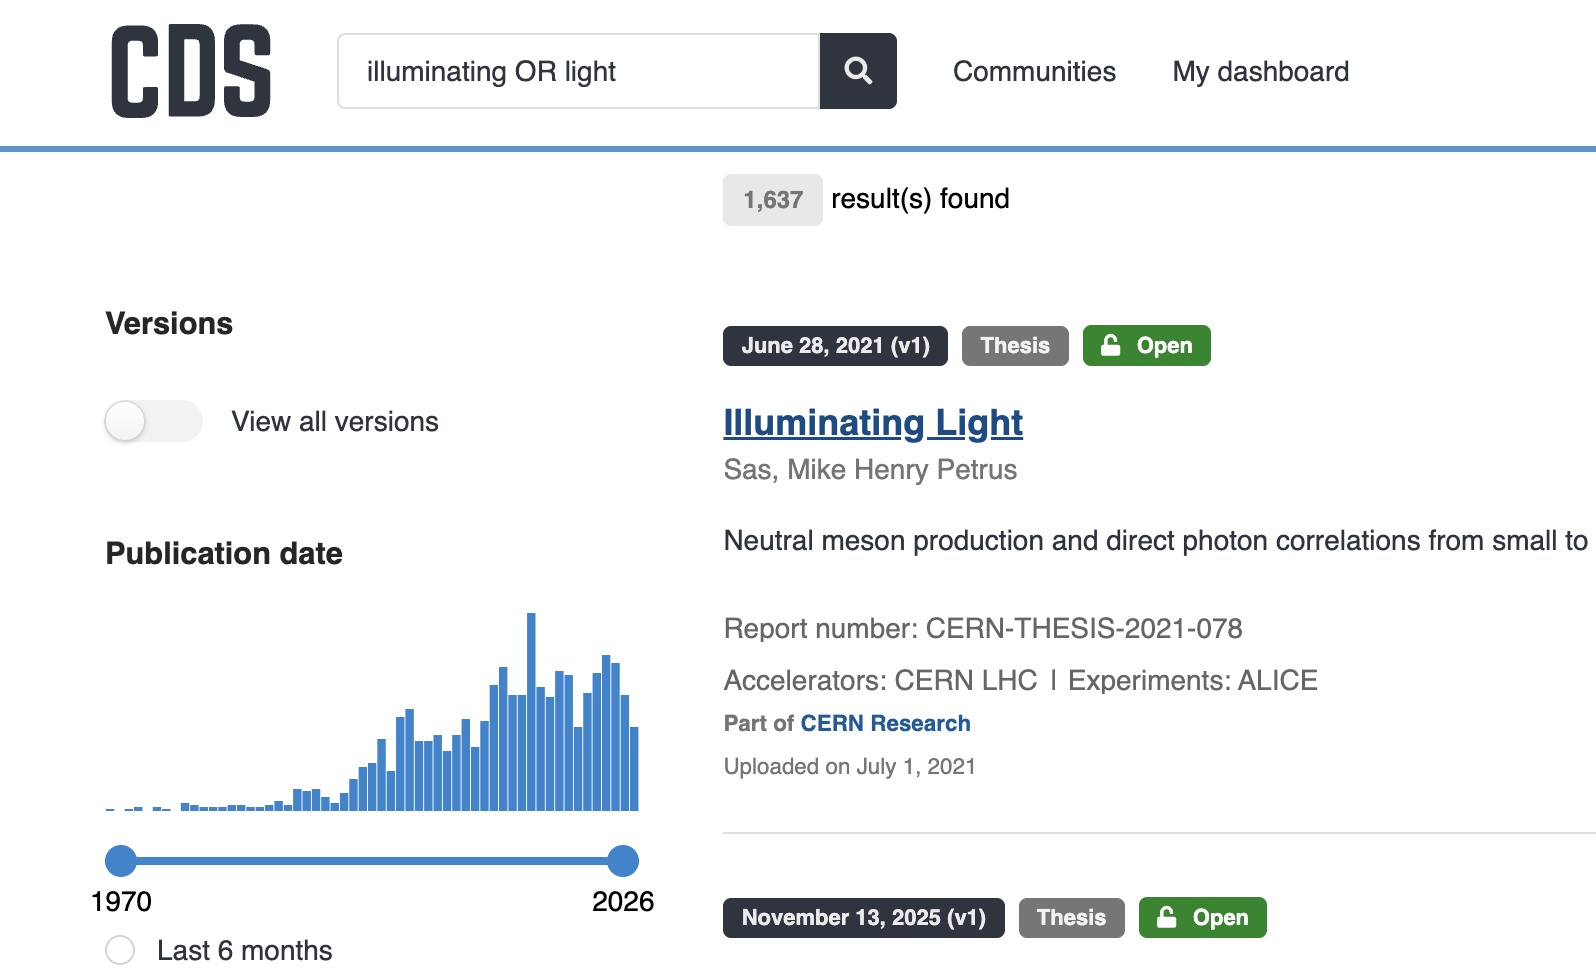 CDS
illuminating OR light
Communities
My dashboard
1,637 result(s) found
Versions
View all versions
Publication date
1970
2026
Last 6 months
June 28, 2021 (v1)
Thesis
Open
Illuminating Light
Sas, Mike Henry Petrus
Neutral meson production and direct photon correlations from small to
Report number: CERN-THESIS-2021-078
Accelerators: CERN LHC | Experiments: ALICE
Part of CERN Research
Uploaded on July 1, 2021
November 13, 2025 (v1)
Thesis
Open